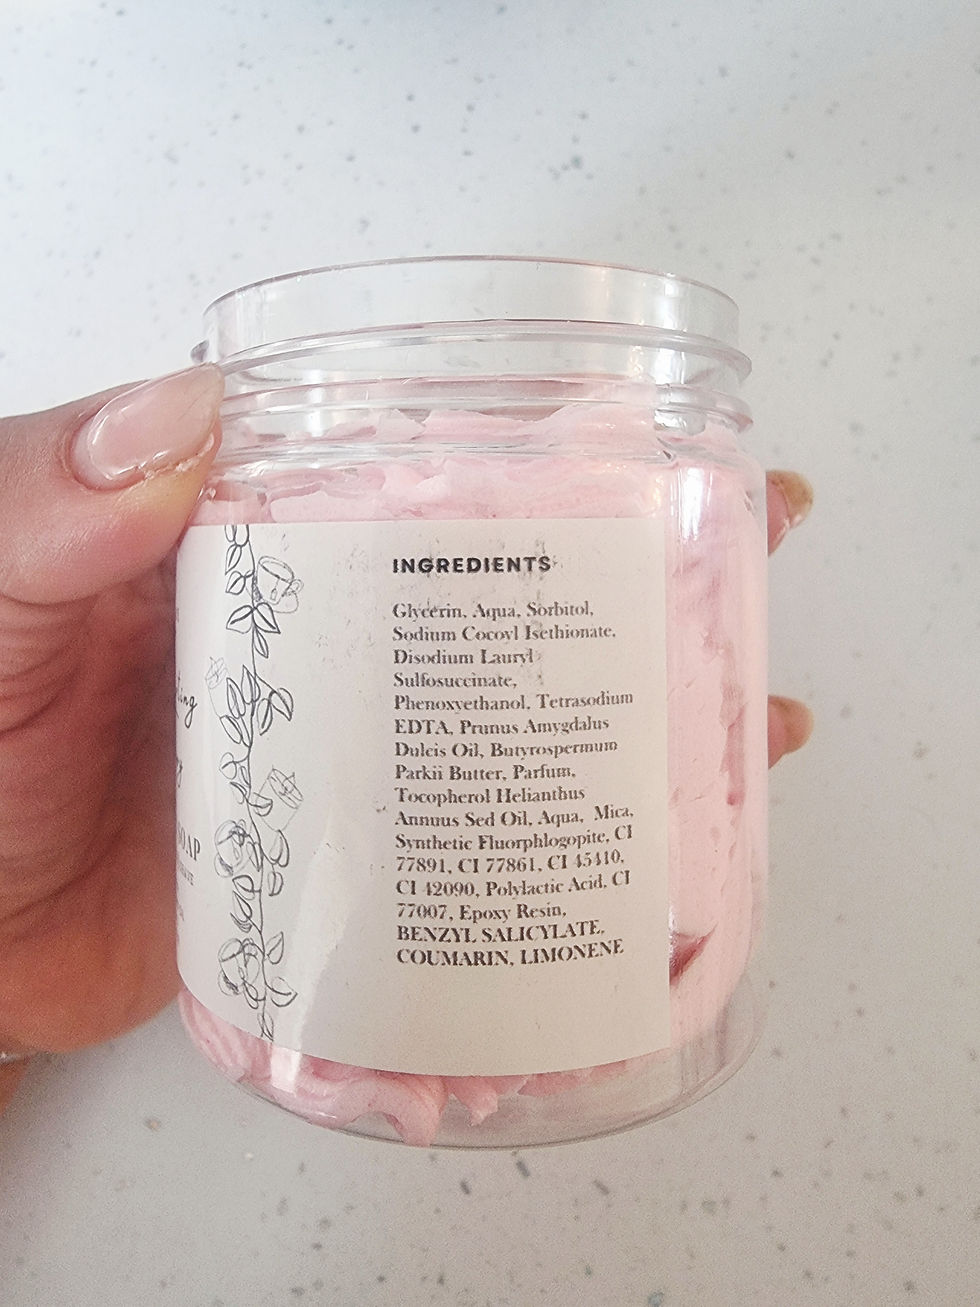 INGREDIENTS
Glycerin, Aqua, Sorbitol,
Sodium Cocoyl Isethionate,
Disodium Lauryl
Sulfosuccinate,
Phenoxyethanol, Tetrasodium
EDTA, Prunus Amygdalus
Dulcis Oil, Butyrospermum
Parkii Butter, Parfum,
Tocopherol Helianthus
Annuus Sed Oil, Aqua, Mica,
Synthetic Fluorphlogopite, CI
77891, CI 77861, CI 45410,
CI 42090, Polylactic Acid, CI
77007, Epoxy Resin,
BENZYL SALICYLATE,
COUMARIN, LIMONENE
SOAP